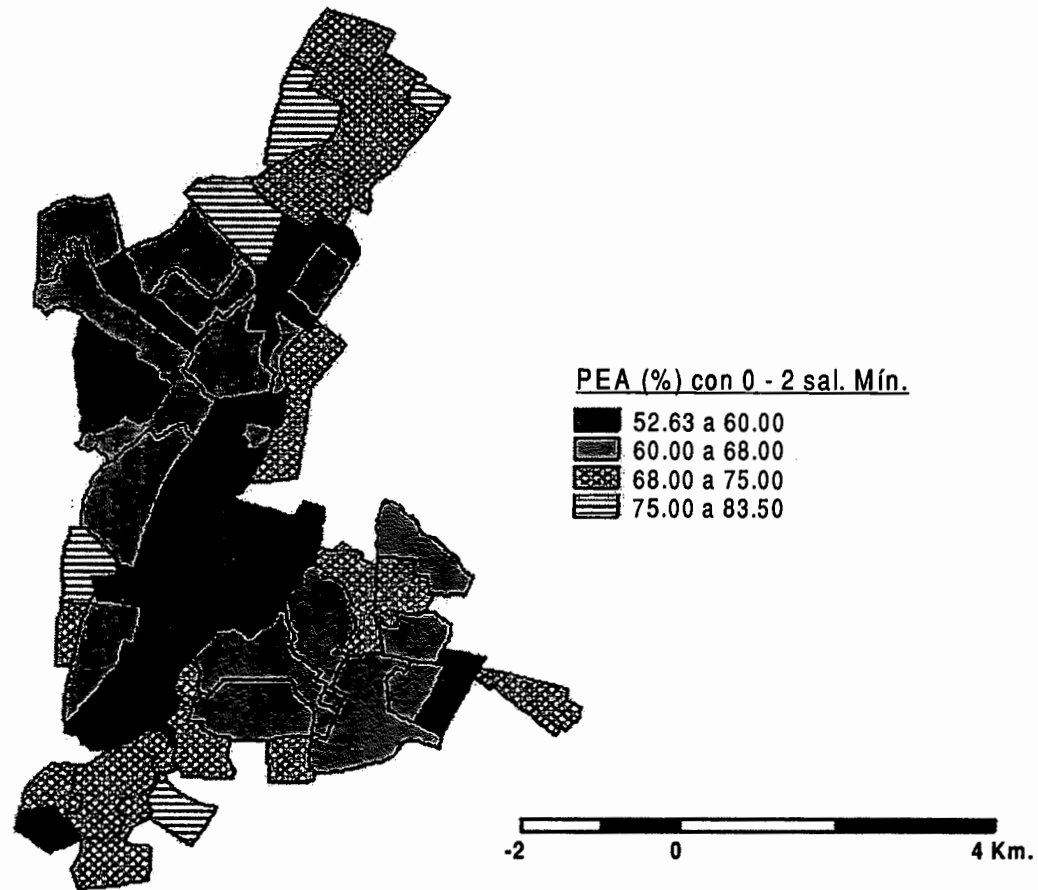 PEA (%) con 0 - 2 sal. Mín.
52.63 a 60.00
60.00 a 68.00
68.00 a 75.00
75.00 a 83.50
-2 0 4 Km.